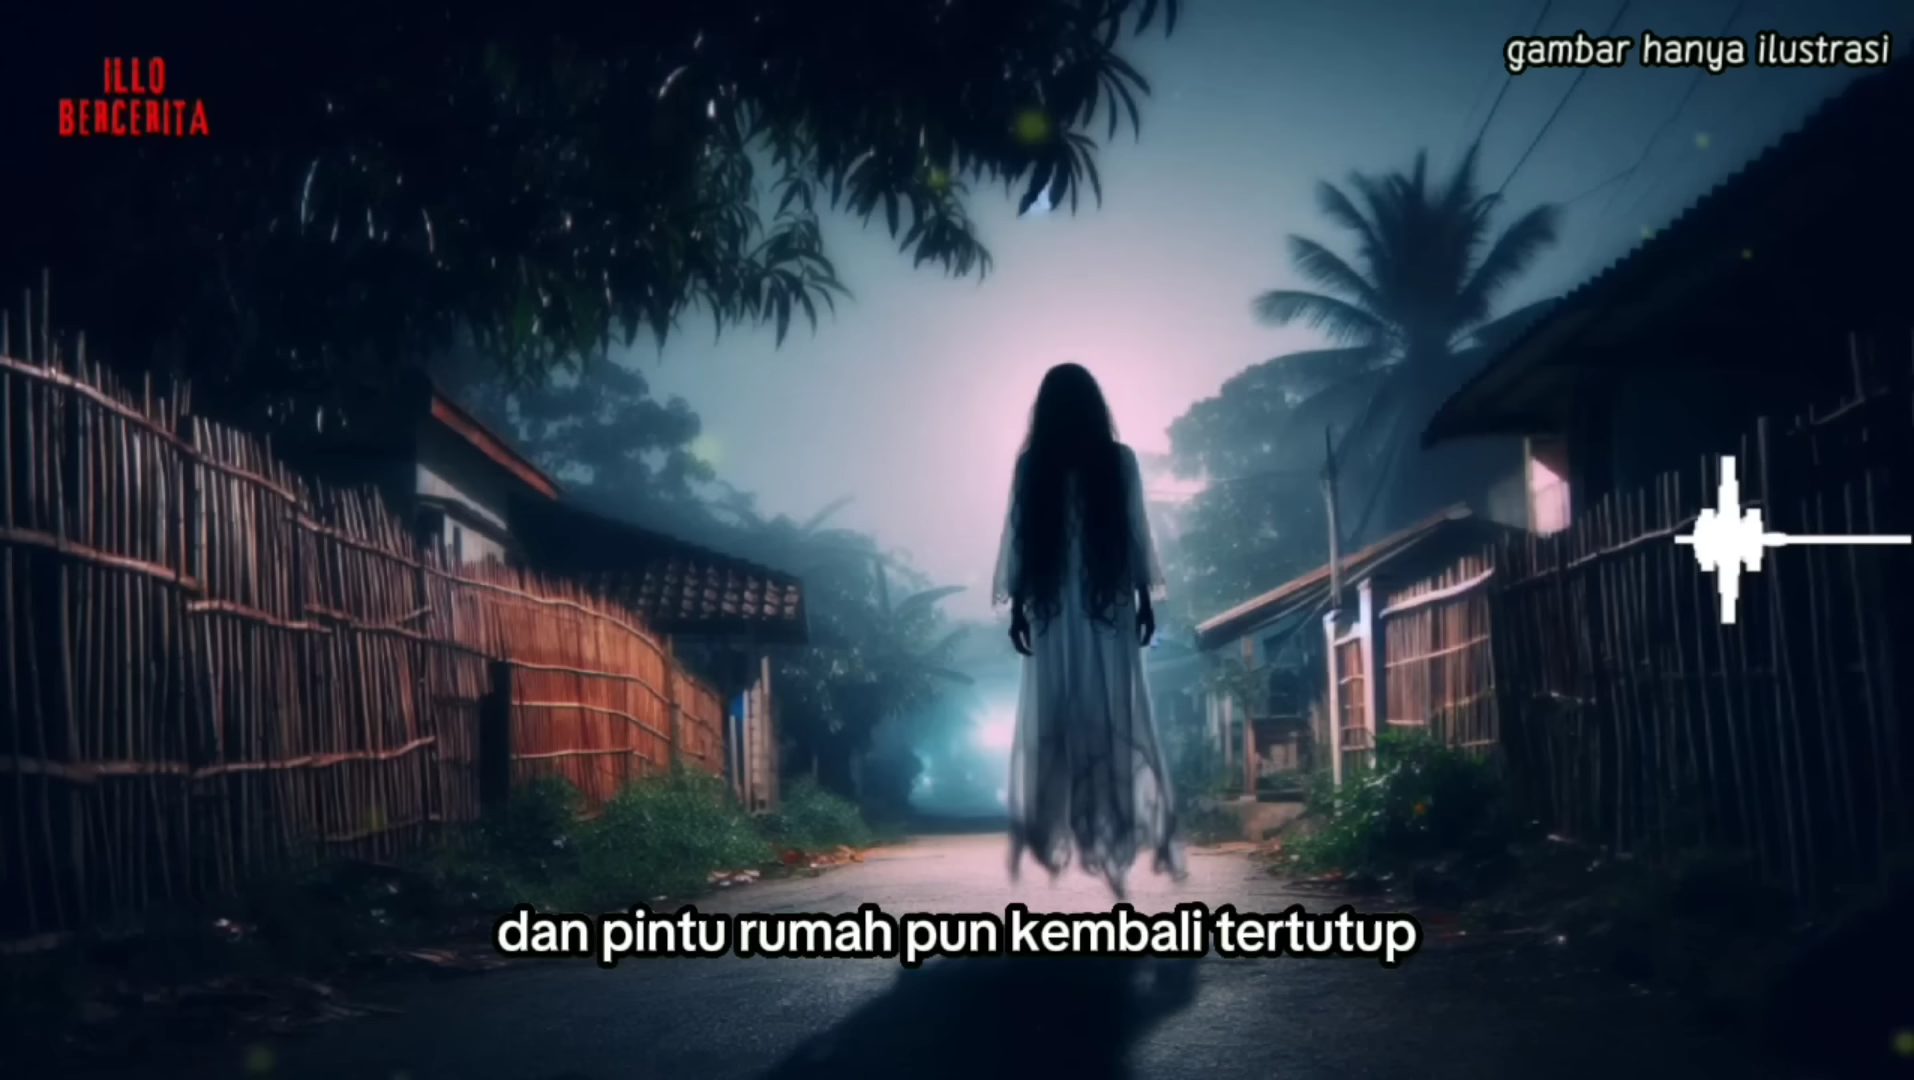 ILLO
BERCERITA
gambar hanya ilustrasi
dan pintu rumah pun kembali tertutup